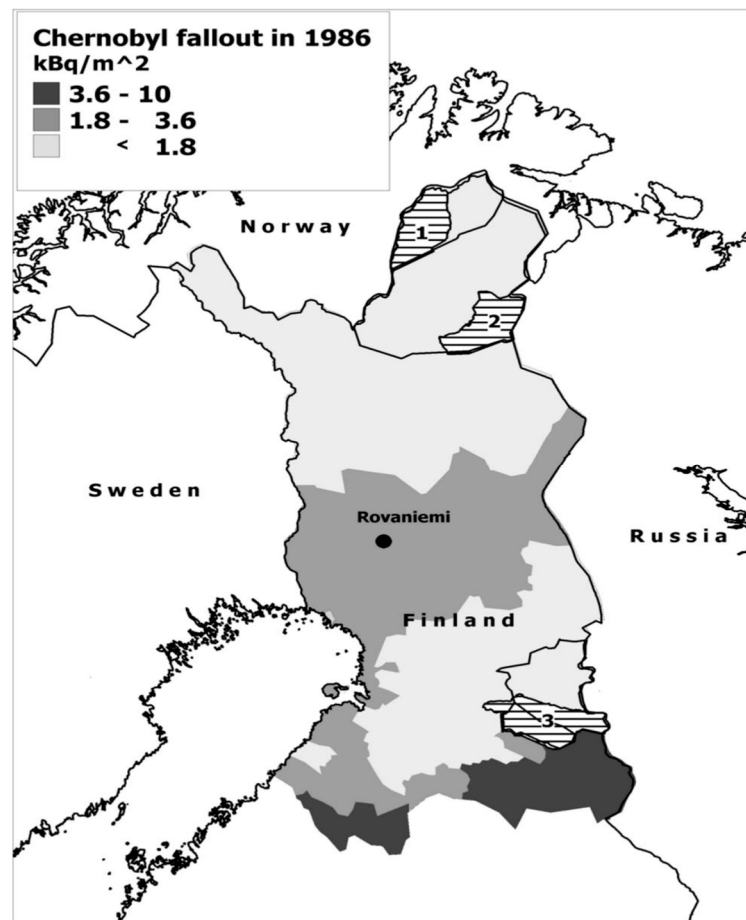 Chernobyl fallout in 1986
kBq/m^2
3.6 - 10
1.8 - 3.6
< 1.8
Norway
1
2
Sweden
Rovaniemi
Russia
Finland
3